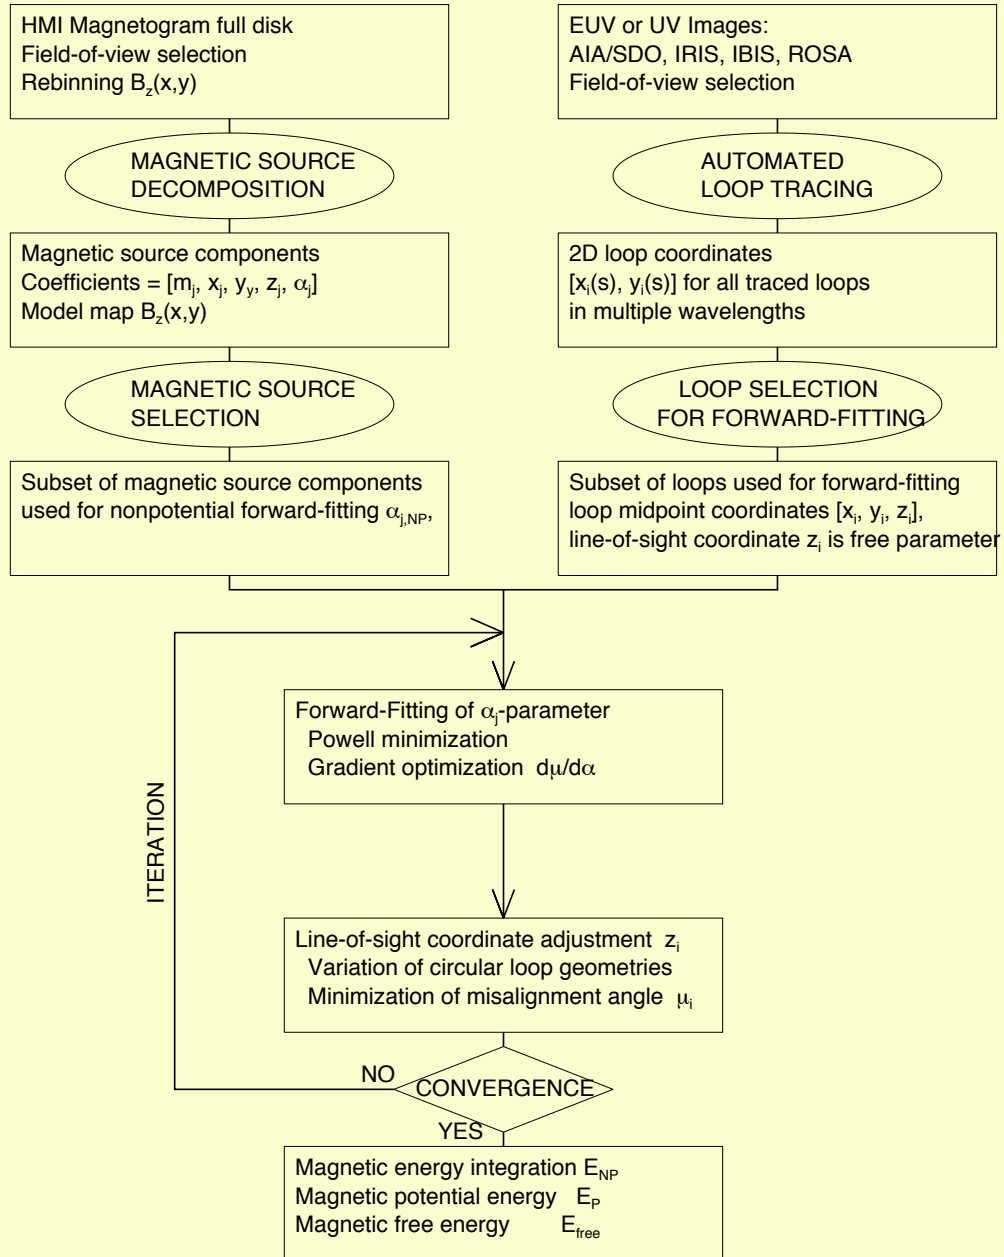 HMI Magnetogram full disk
Field-of-view selection
Rebinning B_z(x,y)
MAGNETIC SOURCE
DECOMPOSITION
Magnetic source components
Coefficients = [m_j, x_j, y_y, z_j, α_j]
Model map B_z(x,y)
MAGNETIC SOURCE
SELECTION
Subset of magnetic source components
used for nonpotential forward-fitting α_j,NP,
EUV or UV Images:
AIA/SDO, IRIS, IBIS, ROSA
Field-of-view selection
AUTOMATED
LOOP TRACING
2D loop coordinates
[x_i(s), y_i(s)] for all traced loops
in multiple wavelengths
LOOP SELECTION
FOR FORWARD-FITTING
Subset of loops used for forward-fitting
loop midpoint coordinates [x_i, y_i, z_i],
line-of-sight coordinate z_i is free parameter
Forward-Fitting of α_j-parameter
Powell minimization
Gradient optimization dμ/dα
ITERATION
Line-of-sight coordinate adjustment z_i
Variation of circular loop geometries
Minimization of misalignment angle μ_i
NO
CONVERGENCE
YES
Magnetic energy integration E_NP
Magnetic potential energy E_P
Magnetic free energy E_free